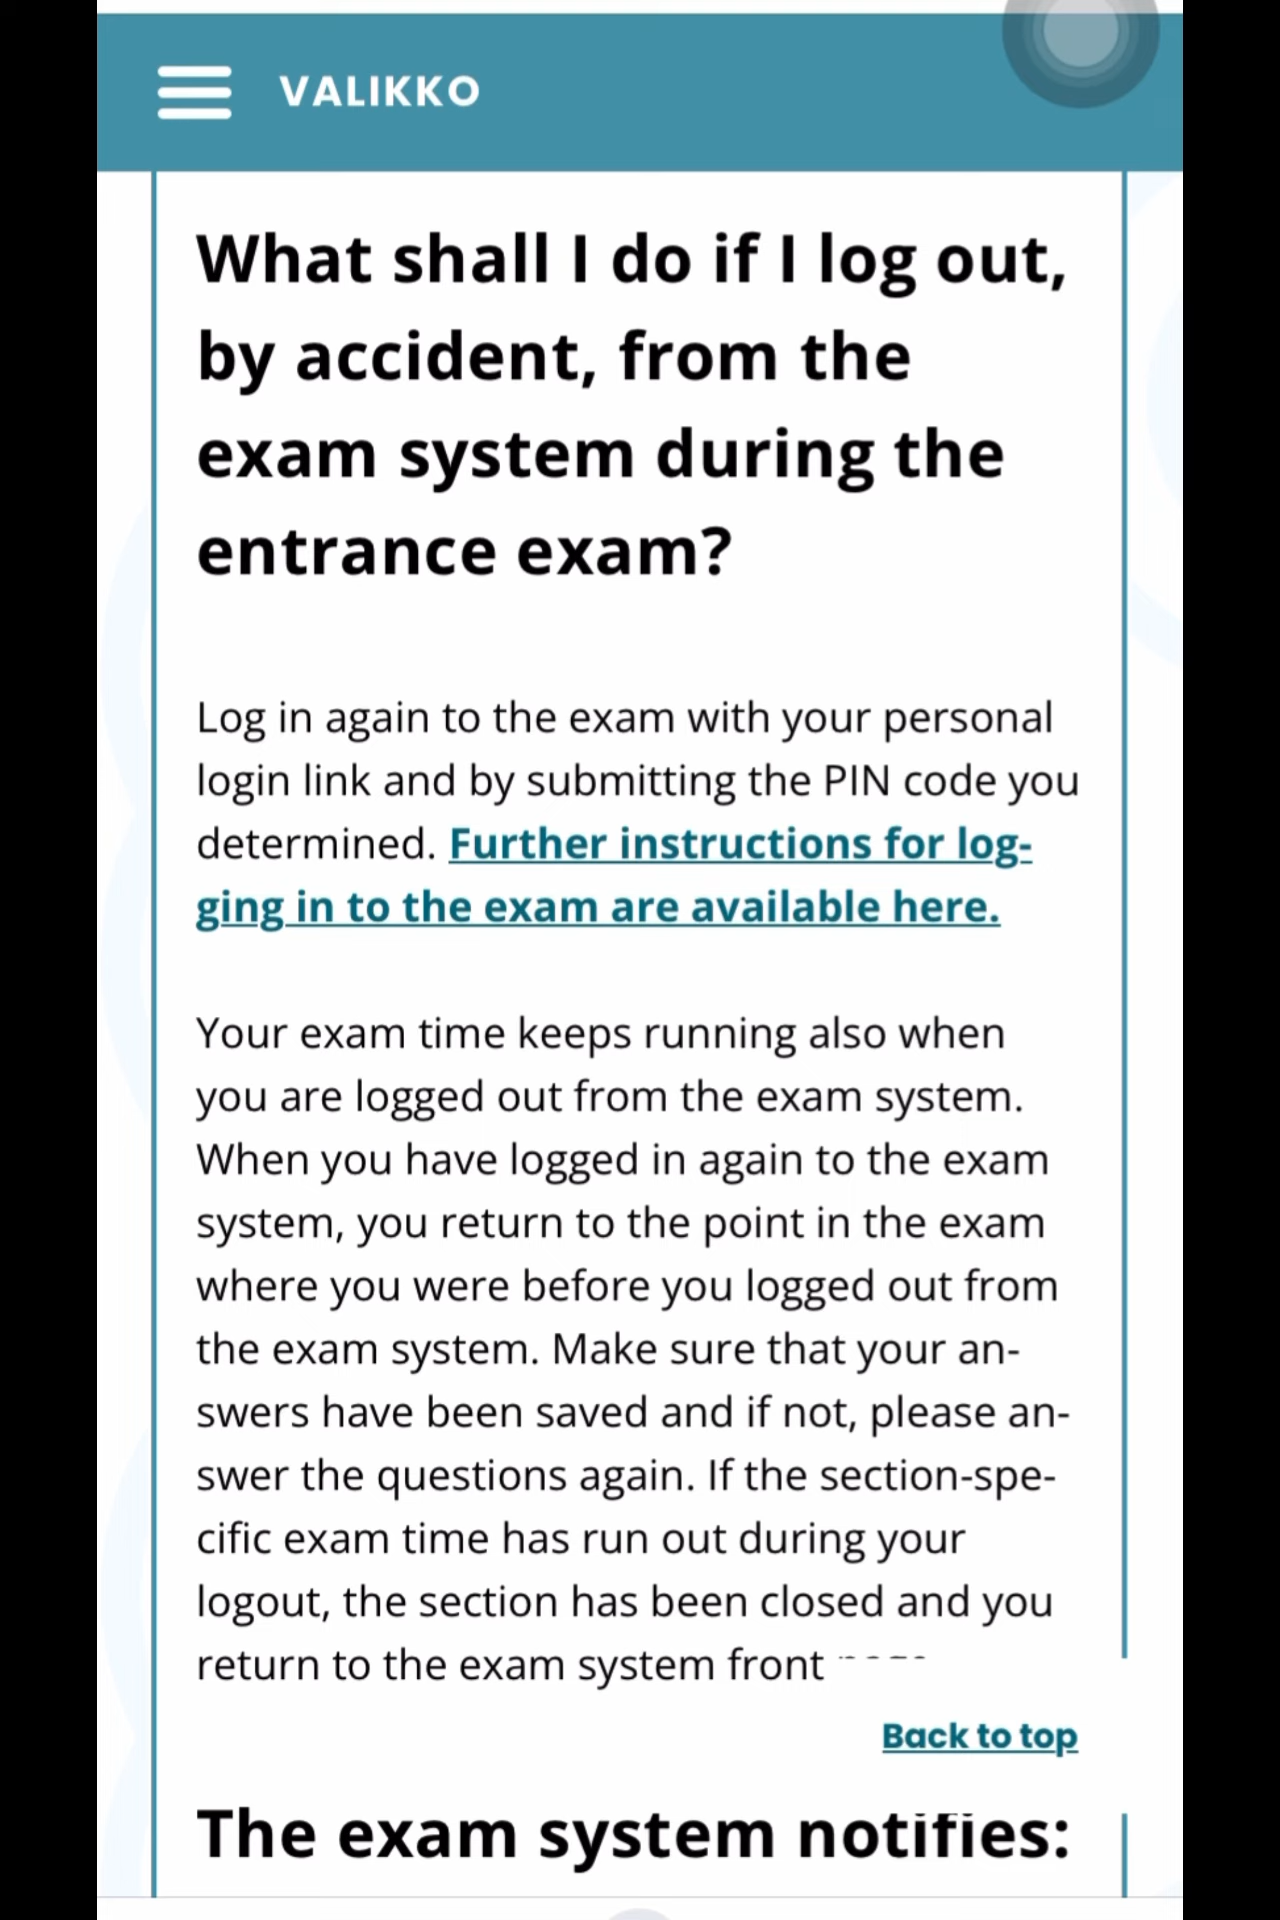 VALIKKO
What shall I do if I log out,
by accident, from the
exam system during the
entrance exam?
Log in again to the exam with your personal
login link and by submitting the PIN code you
determined. Further instructions for log-
ging in to the exam are available here.
Your exam time keeps running also when
you are logged out from the exam system.
When you have logged in again to the exam
system, you return to the point in the exam
where you were before you logged out from
the exam system. Make sure that your an-
swers have been saved and if not, please an-
swer the questions again. If the section-spe-
cific exam time has run out during your
logout, the section has been closed and you
return to the exam system front
Back to top
The exam system notifies: